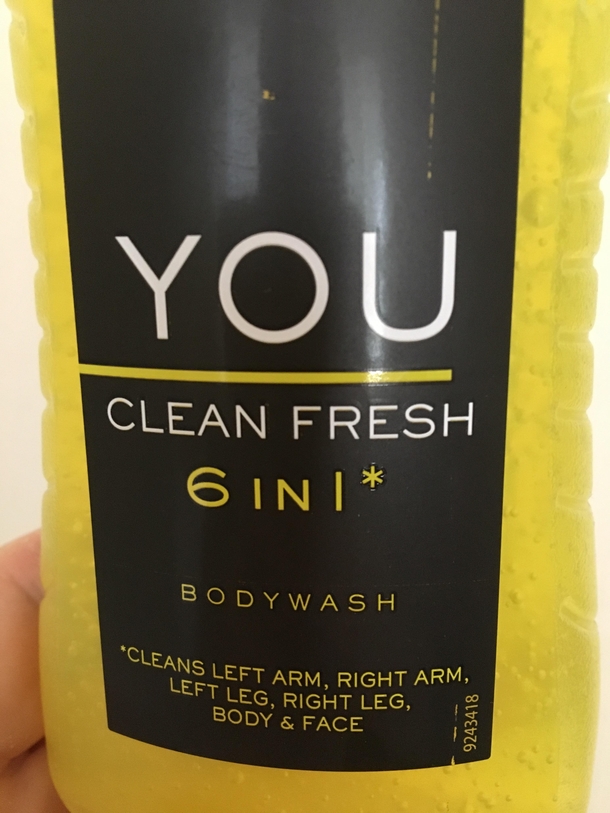 YOU
CLEAN FRESH
6 IN 1*
BODYWASH
*CLEANS LEFT ARM, RIGHT ARM,
LEFT LEG, RIGHT LEG,
BODY & FACE
9243418